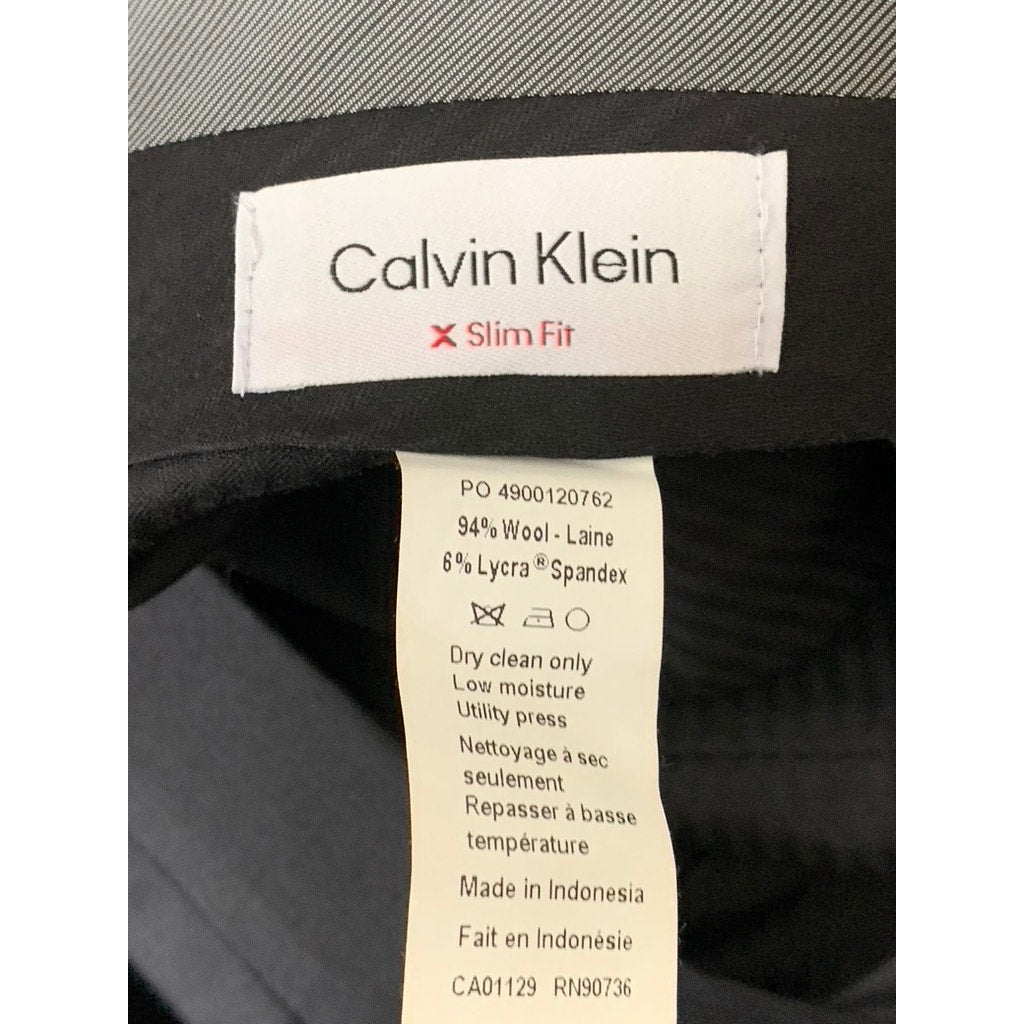 Calvin Klein
X Slim Fit
PO 4900120762
94% Wool - Laine
6% Lycra® Spandex
Dry clean only
Low moisture
Utility press
Nettoyage à sec
seulement
Repasser à basse
température
Made in Indonesia
Fait en Indonésie
CA01129 RN90736